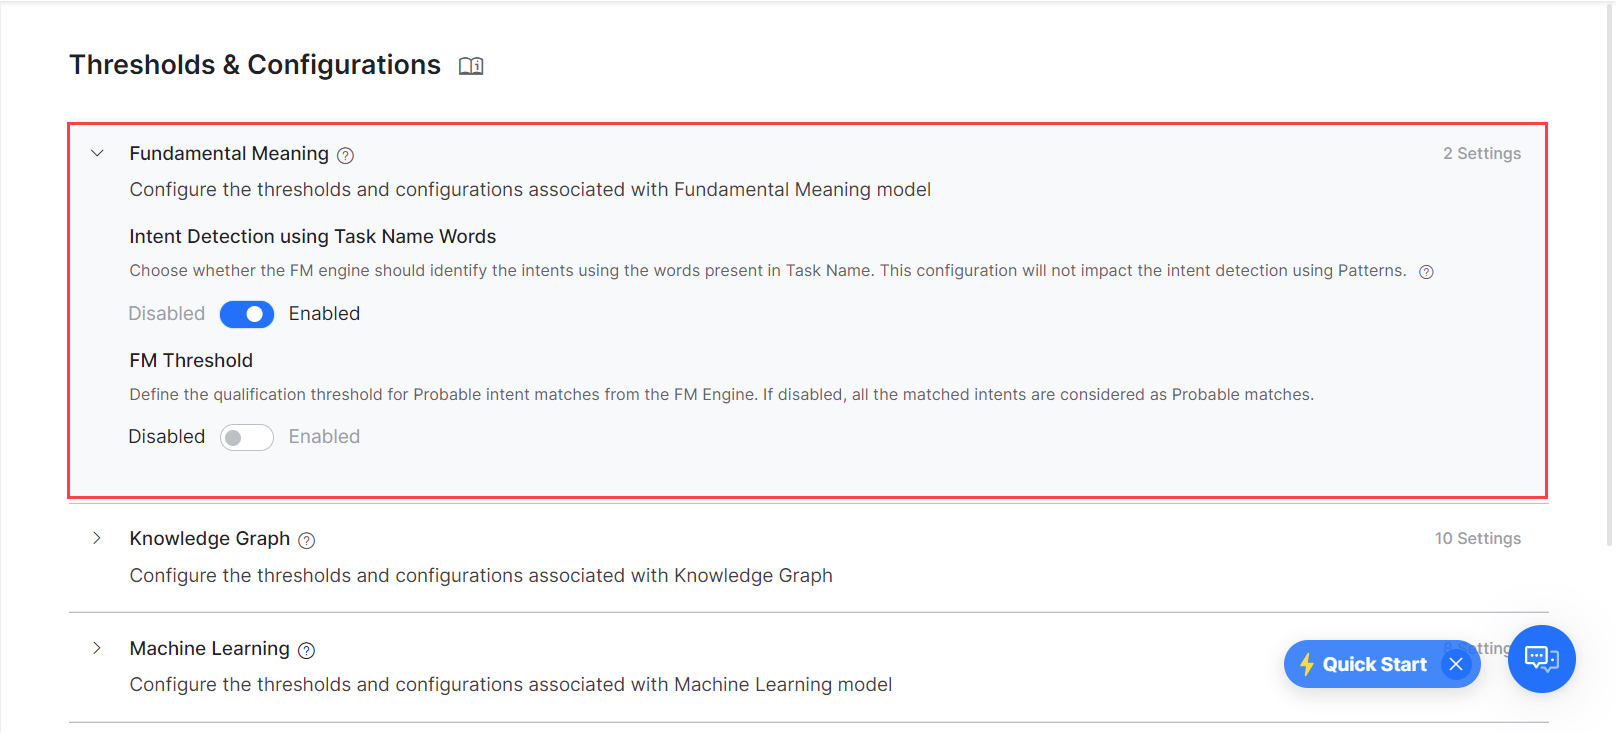 Thresholds & Configurations
Fundamental Meaning
2 Settings
Configure the thresholds and configurations associated with Fundamental Meaning model
Intent Detection using Task Name Words
Choose whether the FM engine should identify the intents using the words present in Task Name. This configuration will not impact the intent detection using Patterns.
Disabled Enabled
FM Threshold
Define the qualification threshold for Probable intent matches from the FM Engine. If disabled, all the matched intents are considered as Probable matches.
Disabled Enabled
Knowledge Graph
10 Settings
Configure the thresholds and configurations associated with Knowledge Graph
Machine Learning
Quick Start
Configure the thresholds and configurations associated with Machine Learning model